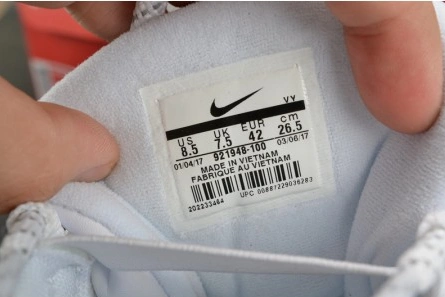 VV
US UK EUR cm
8.5 7.5 42 26.5
01/04/17 921948-100 03/06/17
MADE IN VIETNAM
FABRIQUE AU VIETNAM
202233484 UPC 00887229036283